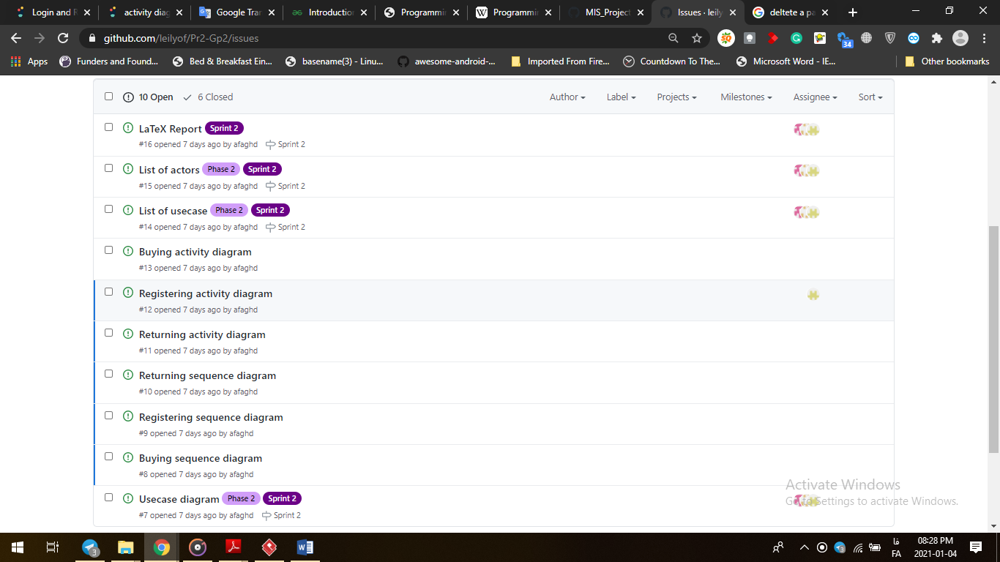 Login and R
activity diag
Google Tran
Introduction
Programmin
Programmin
MIS_Project
Issues · leily
deltete a pa
github.com/leilyof/Pr2-Gp2/issues
34
Apps
Funders and Found...
Bed & Breakfast Ein...
basename(3) - Linu...
awesome-android-...
Imported From Fire...
Countdown To The...
Microsoft Word - IE...
Other bookmarks
10 Open 6 Closed Author Label Projects Milestones Assignee Sort
LaTeX Report Sprint 2
#16 opened 7 days ago by afaghd Sprint 2
List of actors Phase 2 Sprint 2
#15 opened 7 days ago by afaghd Sprint 2
List of usecase Phase 2 Sprint 2
#14 opened 7 days ago by afaghd Sprint 2
Buying activity diagram
#13 opened 7 days ago by afaghd
Registering activity diagram
#12 opened 7 days ago by afaghd
Returning activity diagram
#11 opened 7 days ago by afaghd
Returning sequence diagram
#10 opened 7 days ago by afaghd
Registering sequence diagram
#9 opened 7 days ago by afaghd
Buying sequence diagram
#8 opened 7 days ago by afaghd
Usecase diagram Phase 2 Sprint 2
#7 opened 7 days ago by afaghd Sprint 2
Activate Windows
Go to Settings to activate Windows.
3
3
فا
FA
08:28 PM
2021-01-04